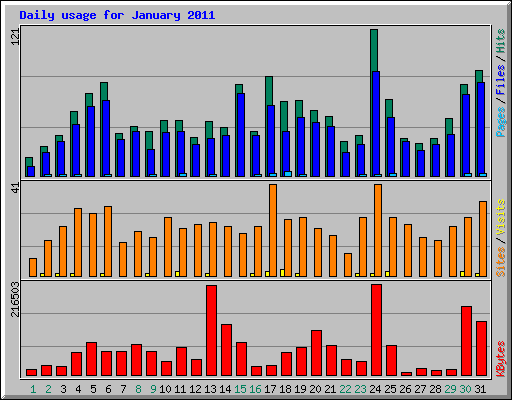 Daily usage for January 2011
121
Pages / Files / Hits
41
Sites / Visits
216503
KBytes
1 2 3 4 5 6 7 8 9 10 11 12 13 14 15 16 17 18 19 20 21 22 23 24 25 26 27 28 29 30 31